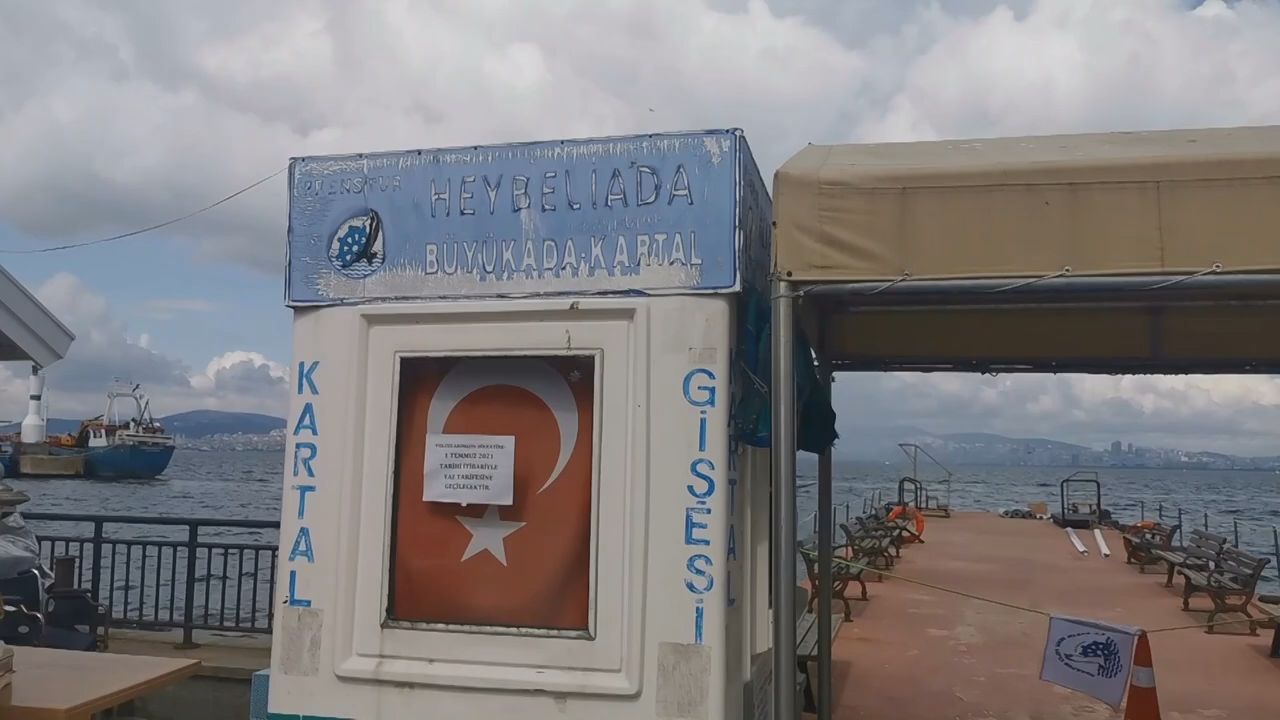 PRENSTUR
HEYBELİADA
BÜYÜKADA-KARTAL
KARTAL
GİŞESİ
1 TEMMUZ 2021
TARİHİ İTİBARİYLE
YAZ TARİFESİNE
GEÇİLECEKTİR.